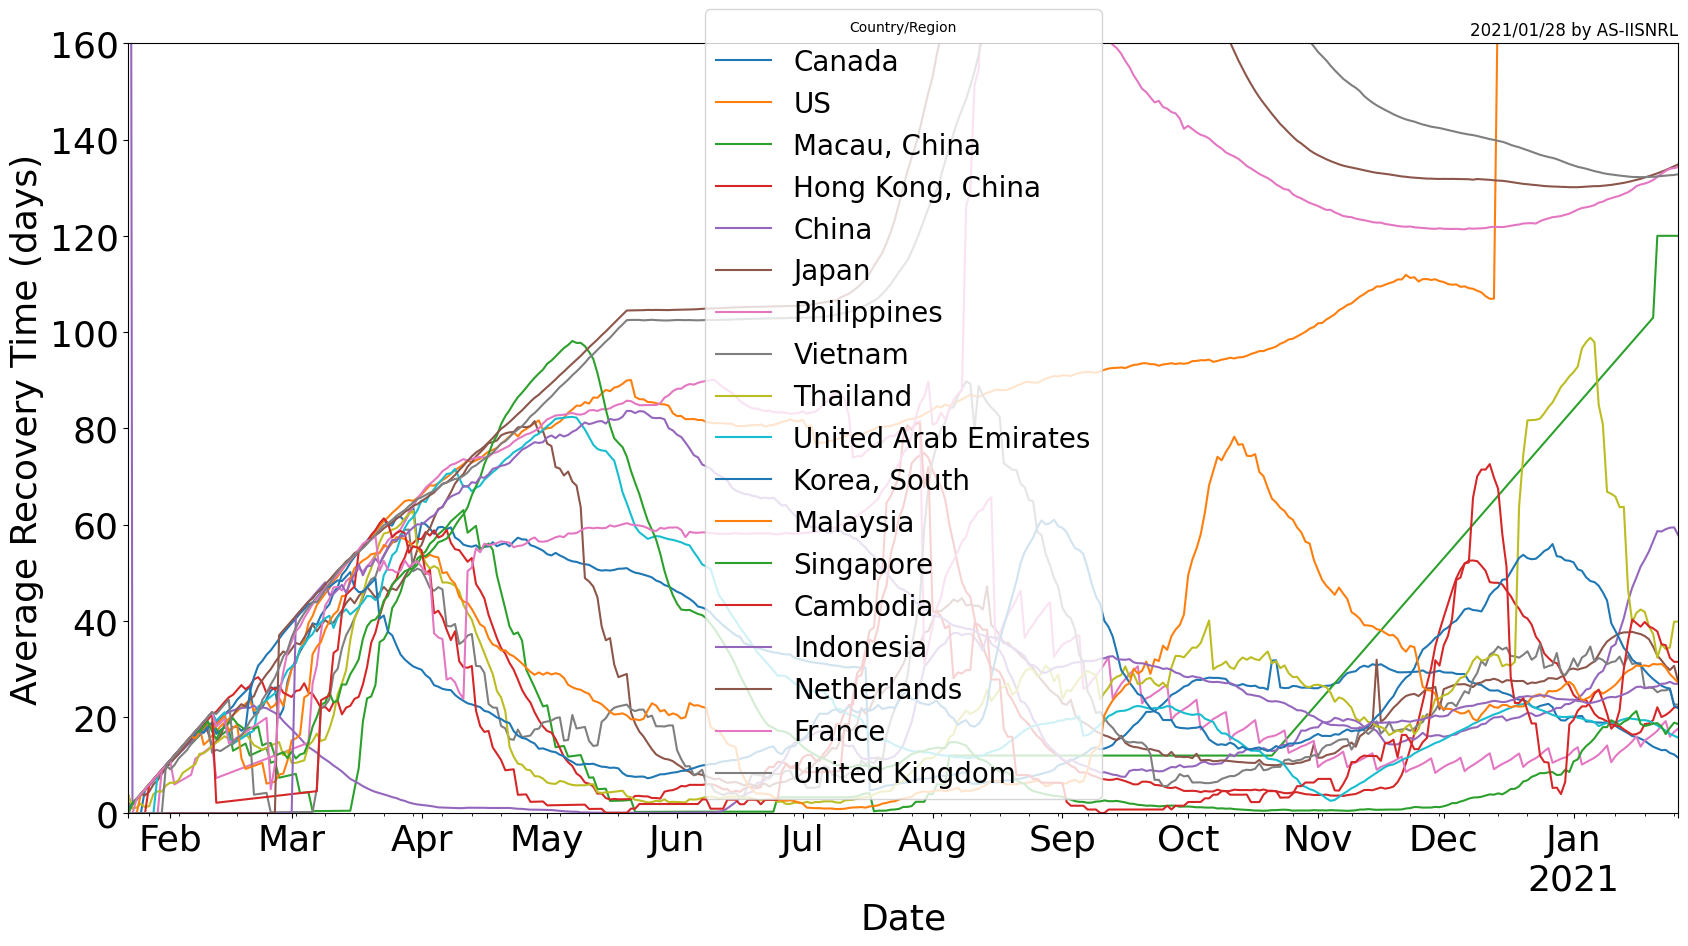 Country/Region
2021/01/28 by AS-IISNRL
Canada
US
Macau, China
Hong Kong, China
China
Japan
Philippines
Vietnam
Thailand
United Arab Emirates
Korea, South
Malaysia
Singapore
Cambodia
Indonesia
Netherlands
France
United Kingdom
Average Recovery Time (days)
160
140
120
100
80
60
40
20
0
Feb Mar Apr May Jun Jul Aug Sep Oct Nov Dec Jan
2021
Date